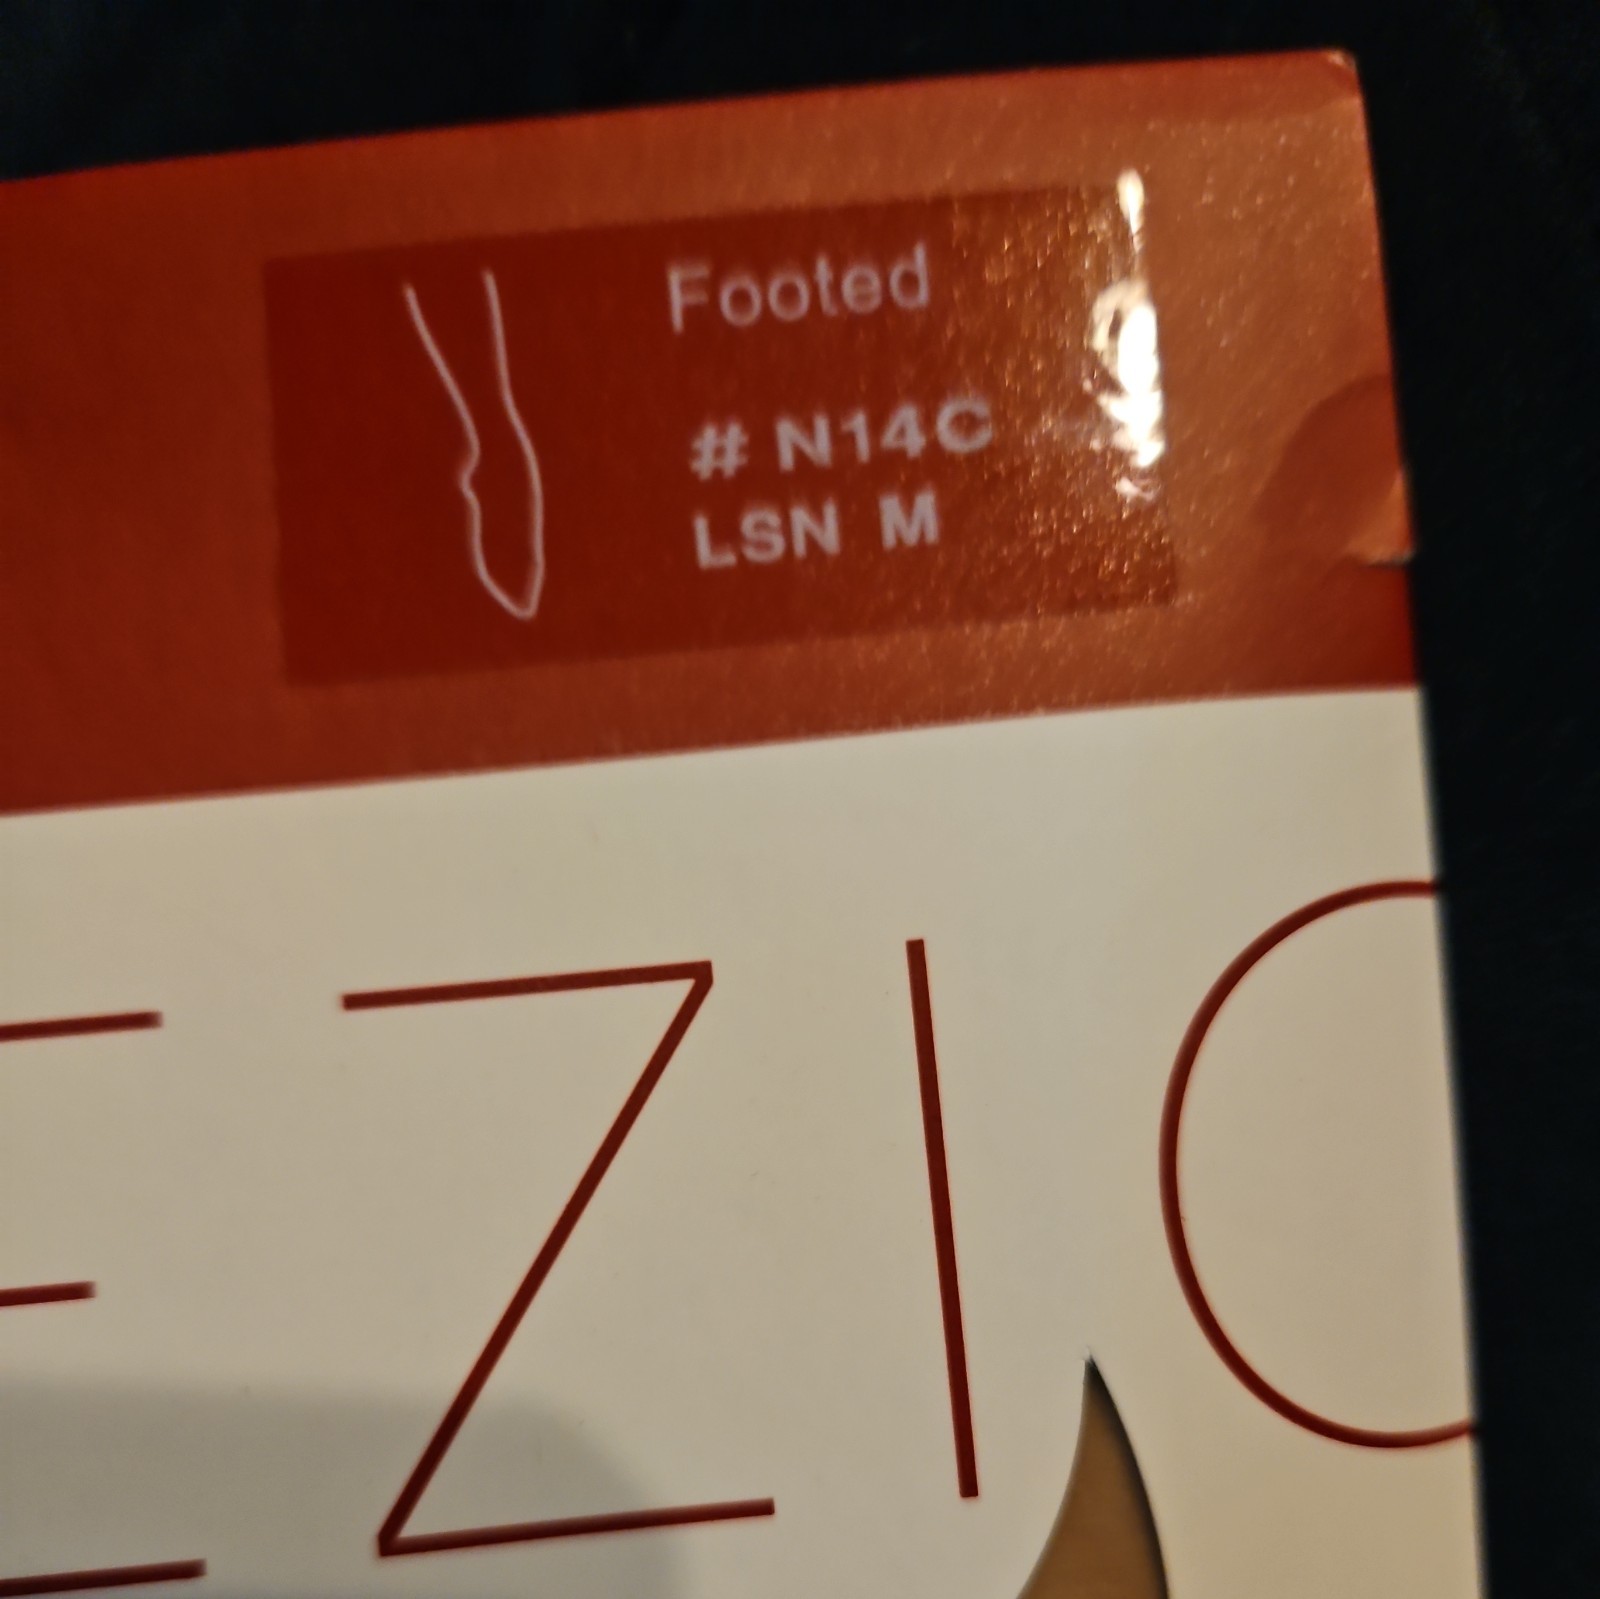 Footed
# N14C
LSN M
EZIO